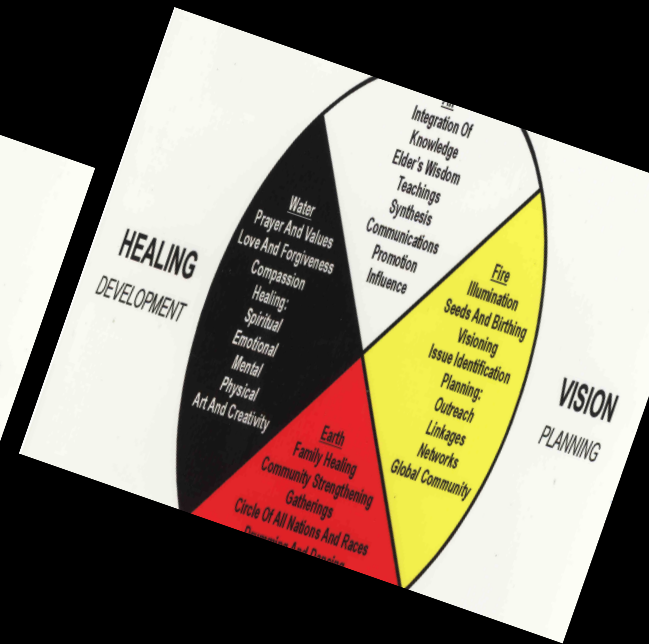 Integration Of
Knowledge
Elder's Wisdom
Teachings
Synthesis
Communications
Promotion
Influence
HEALING
DEVELOPMENT
Water
Prayer And Values
Love And Forgiveness
Compassion
Healing:
Spiritual
Emotional
Mental
Physical
Art And Creativity
Fire
Illumination
Seeds And Birthing
Visioning
Issue Identification
Planning:
Outreach
Linkages
Networks
Global Community
VISION
PLANNING
Earth
Family Healing
Community Strengthening
Gatherings
Circle Of All Nations And Races